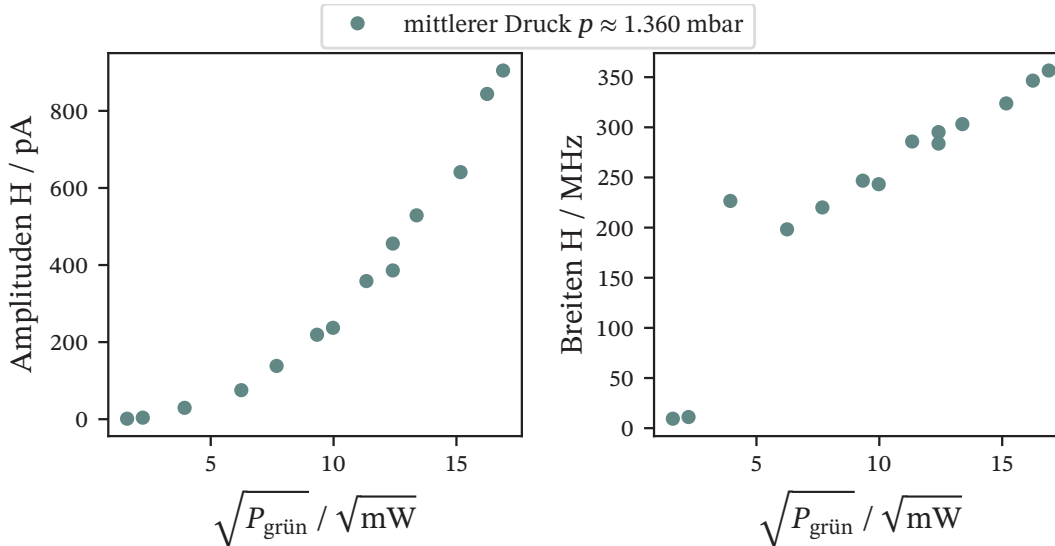 mittlerer Druck p ≈ 1.360 mbar
Amplituden H / pA
800
600
400
200
0
5 10 15
√P_grün / √mW
Breiten H / MHz
350
300
250
200
150
100
50
0
5 10 15
√P_grün / √mW